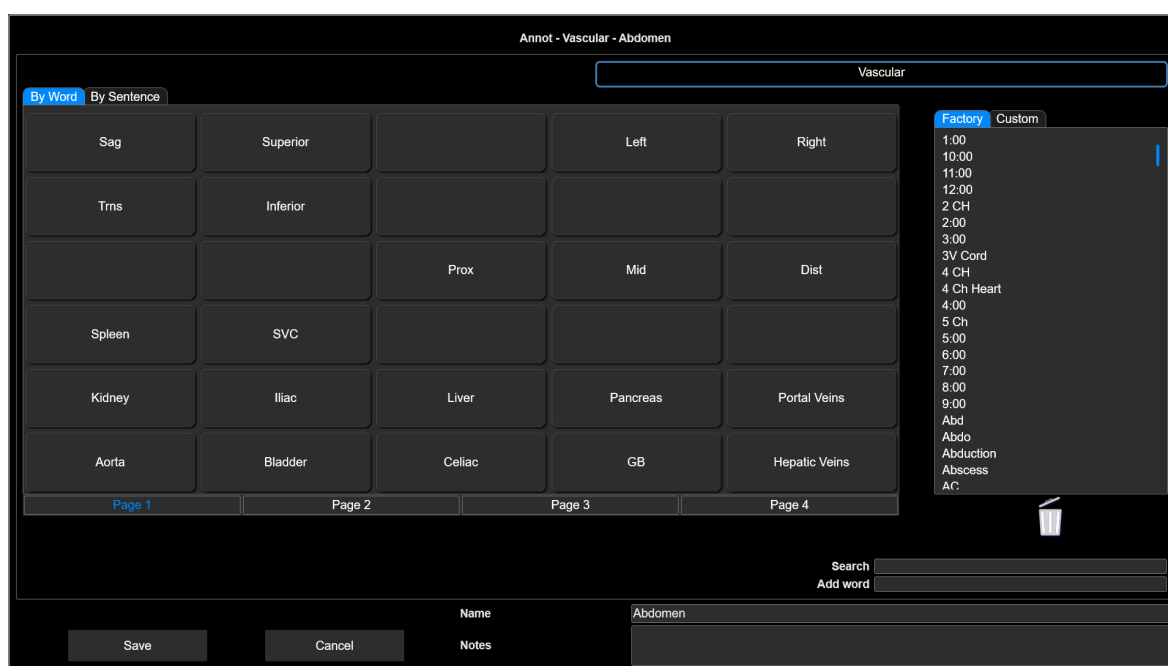 Annot - Vascular - Abdomen
Vascular
By Word By Sentence
Factory Custom
Sag Superior Left Right
Trns Inferior
Prox Mid Dist
Spleen SVC
Kidney Iliac Liver Pancreas Portal Veins
Aorta Bladder Celiac GB Hepatic Veins
Page 1 Page 2 Page 3 Page 4
1:00
10:00
11:00
12:00
2 CH
2:00
3:00
3V Cord
4 CH
4 Ch Heart
4:00
5 Ch
5:00
6:00
7:00
8:00
9:00
Abd
Abdo
Abduction
Abscess
AC
Search
Add word
Name Abdomen
Save Cancel Notes